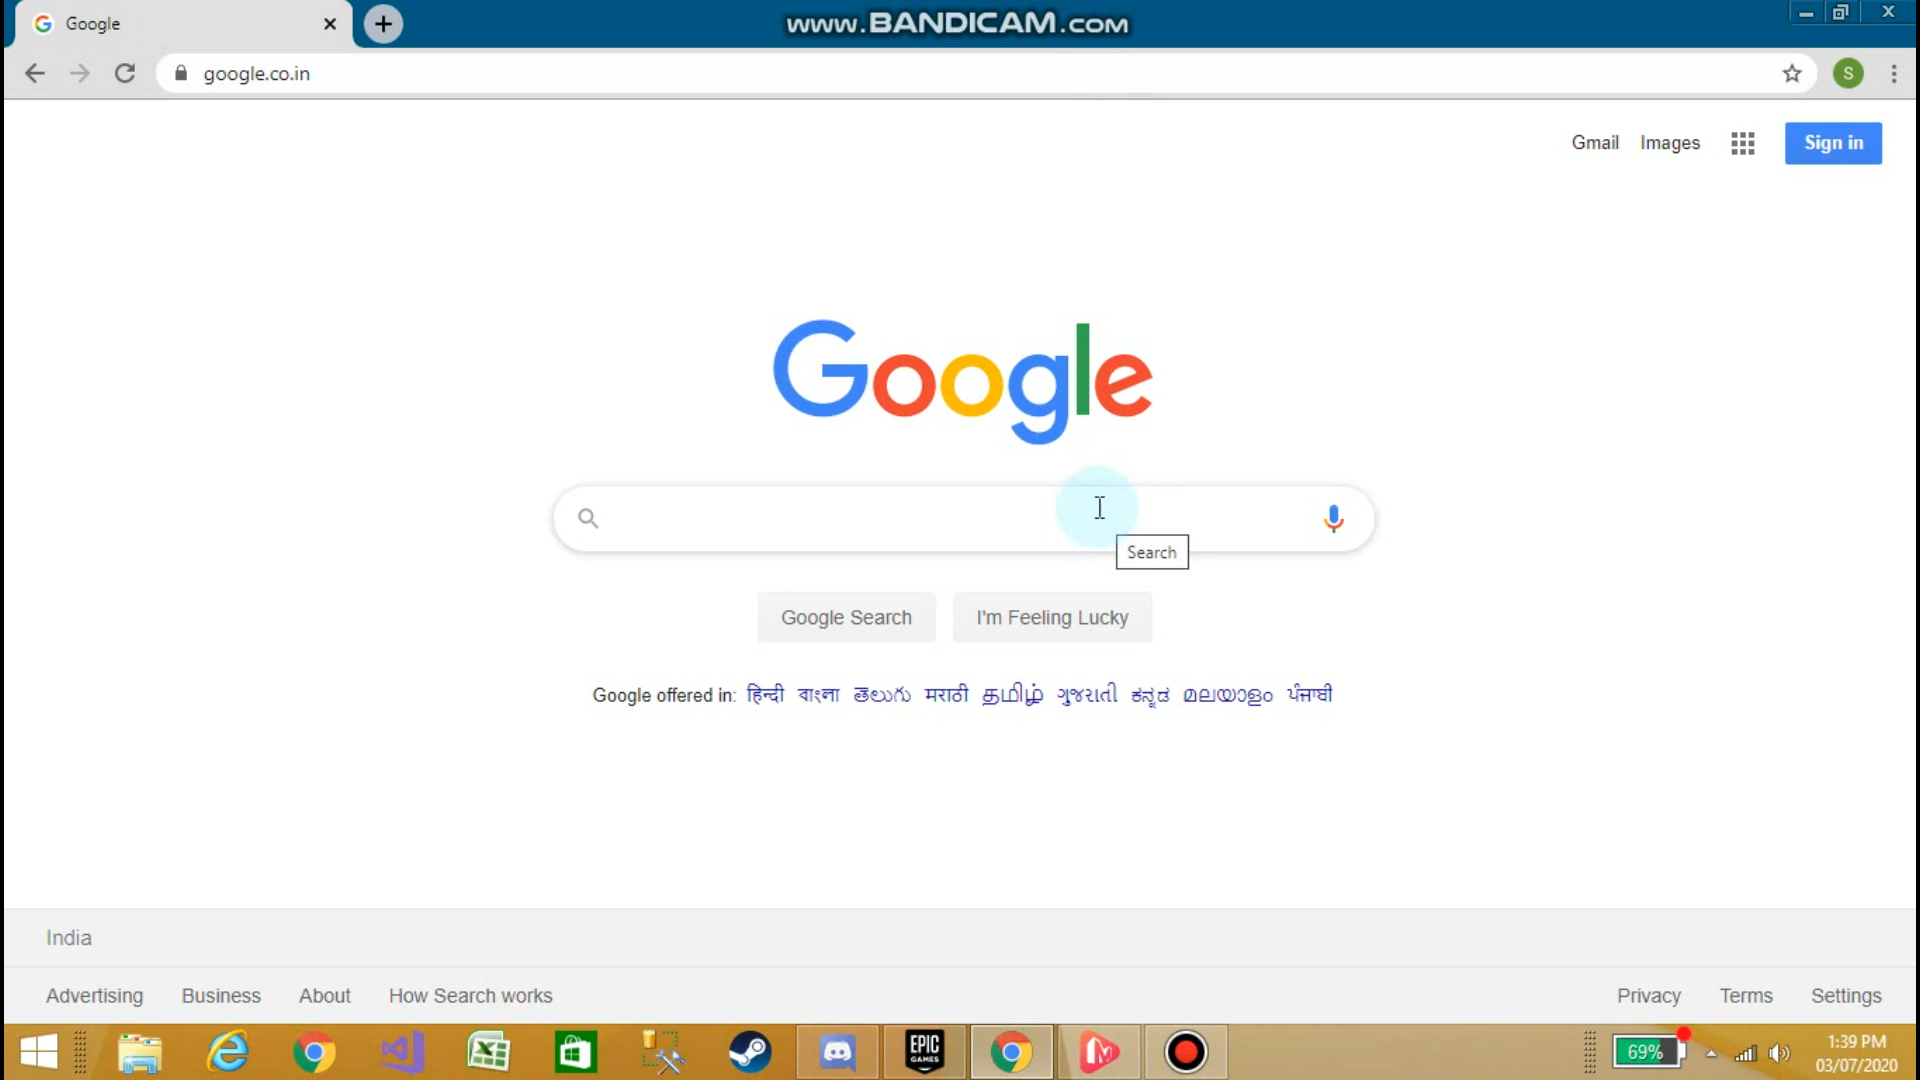 Google
www.BANDICAM.com
google.co.in
S
Gmail Images Sign in
Google
Search
Google Search I'm Feeling Lucky
Google offered in: हिन्दी বাংলা తెలుగు मराठी தமிழ் ગુજરાતી ಕನ್ನಡ മലയാളം ਪੰਜਾਬੀ
India
Advertising Business About How Search works Privacy Terms Settings
EPIC
GAMES
69%
1:39 PM
03/07/2020